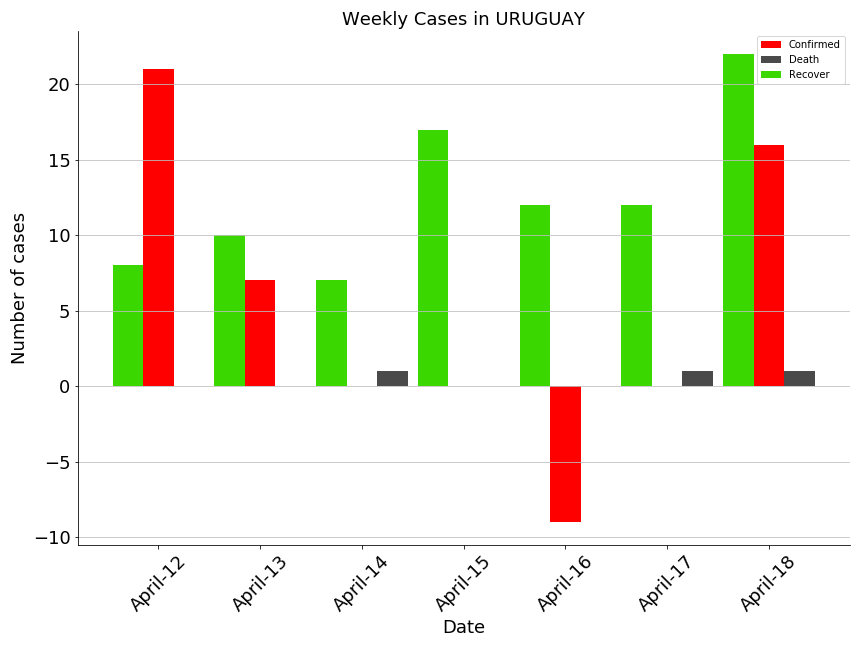 Weekly Cases in URUGUAY
Confirmed
Death
Recover
Number of cases
20
15
10
5
0
−5
−10
April-12
April-13
April-14
April-15
April-16
April-17
April-18
Date